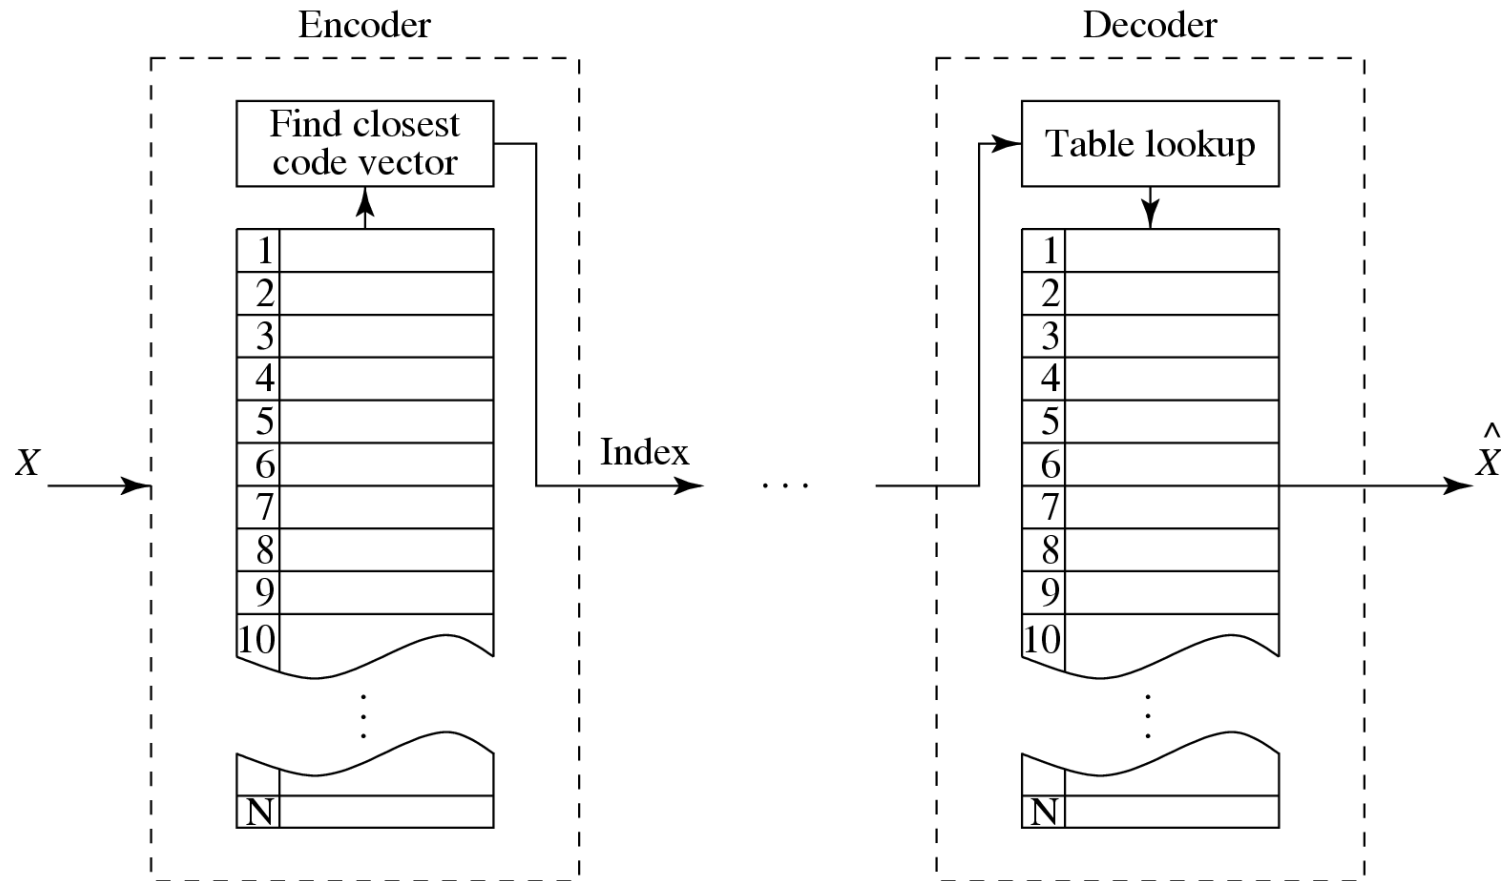 Encoder
Decoder
Find closest
code vector
Table lookup
1
2
3
4
5
6
7
8
9
10
⋮
N
X
Index
. . .
1
2
3
4
5
6
7
8
9
10
⋮
N
X̂